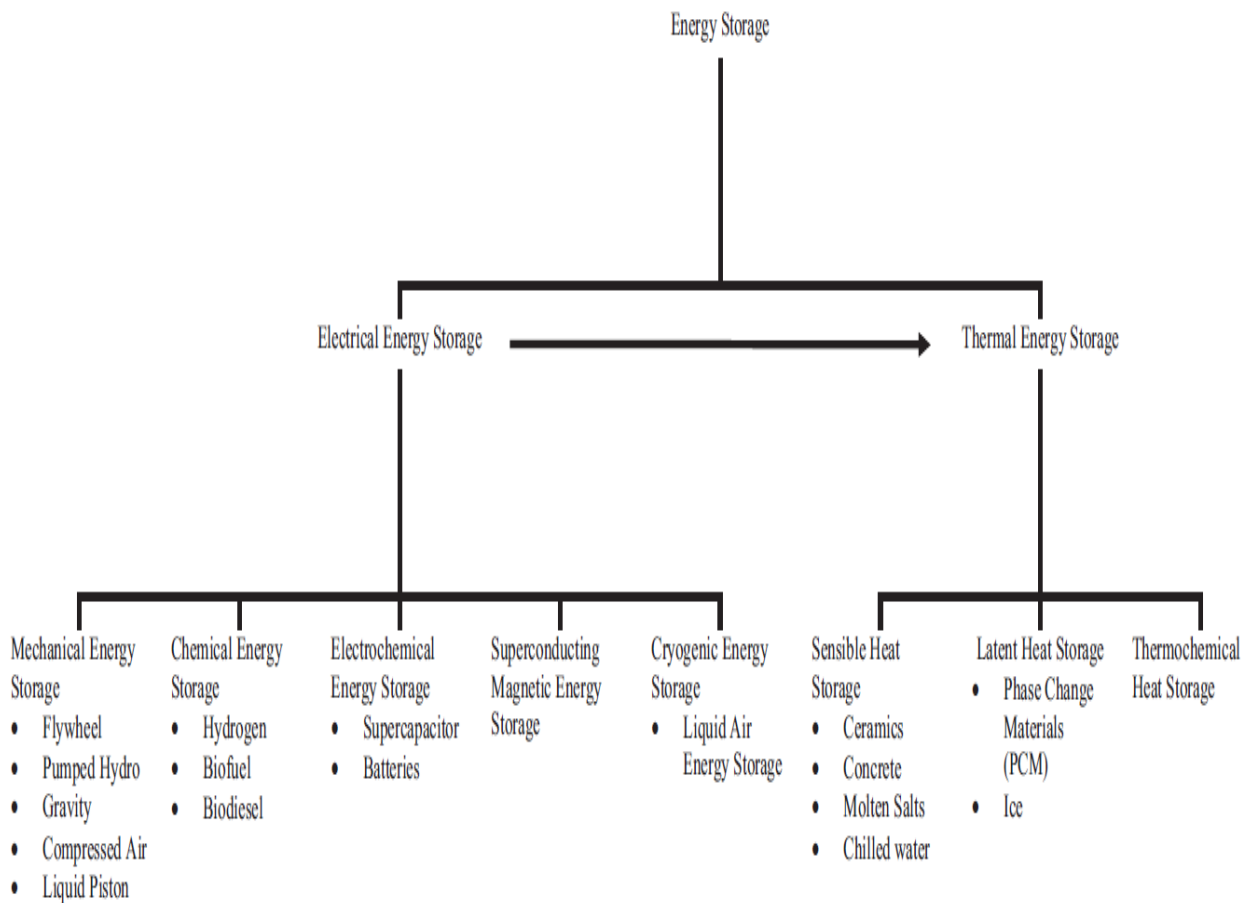 Energy Storage
Electrical Energy Storage
Thermal Energy Storage
Mechanical Energy
Storage
• Flywheel
• Pumped Hydro
• Gravity
• Compressed Air
• Liquid Piston
Chemical Energy
Storage
• Hydrogen
• Biofuel
• Biodiesel
Electrochemical
Energy Storage
• Supercapacitor
• Batteries
Superconducting
Magnetic Energy
Storage
Cryogenic Energy
Storage
• Liquid Air
Energy Storage
Sensible Heat
Storage
• Ceramics
• Concrete
• Molten Salts
• Chilled water
Latent Heat Storage
• Phase Change
Materials
(PCM)
• Ice
Thermochemical
Heat Storage